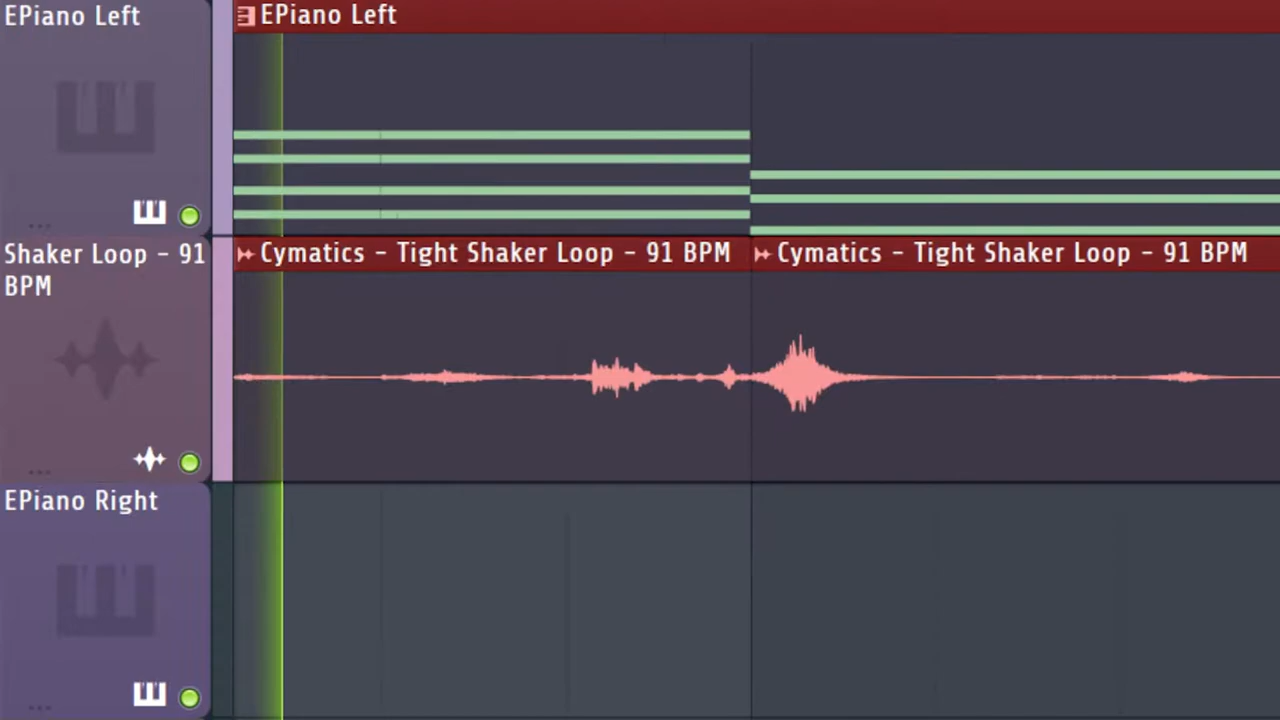 EPiano Left
EPiano Left
Shaker Loop - 91
BPM
Cymatics - Tight Shaker Loop - 91 BPM
Cymatics - Tight Shaker Loop - 91 BPM
EPiano Right